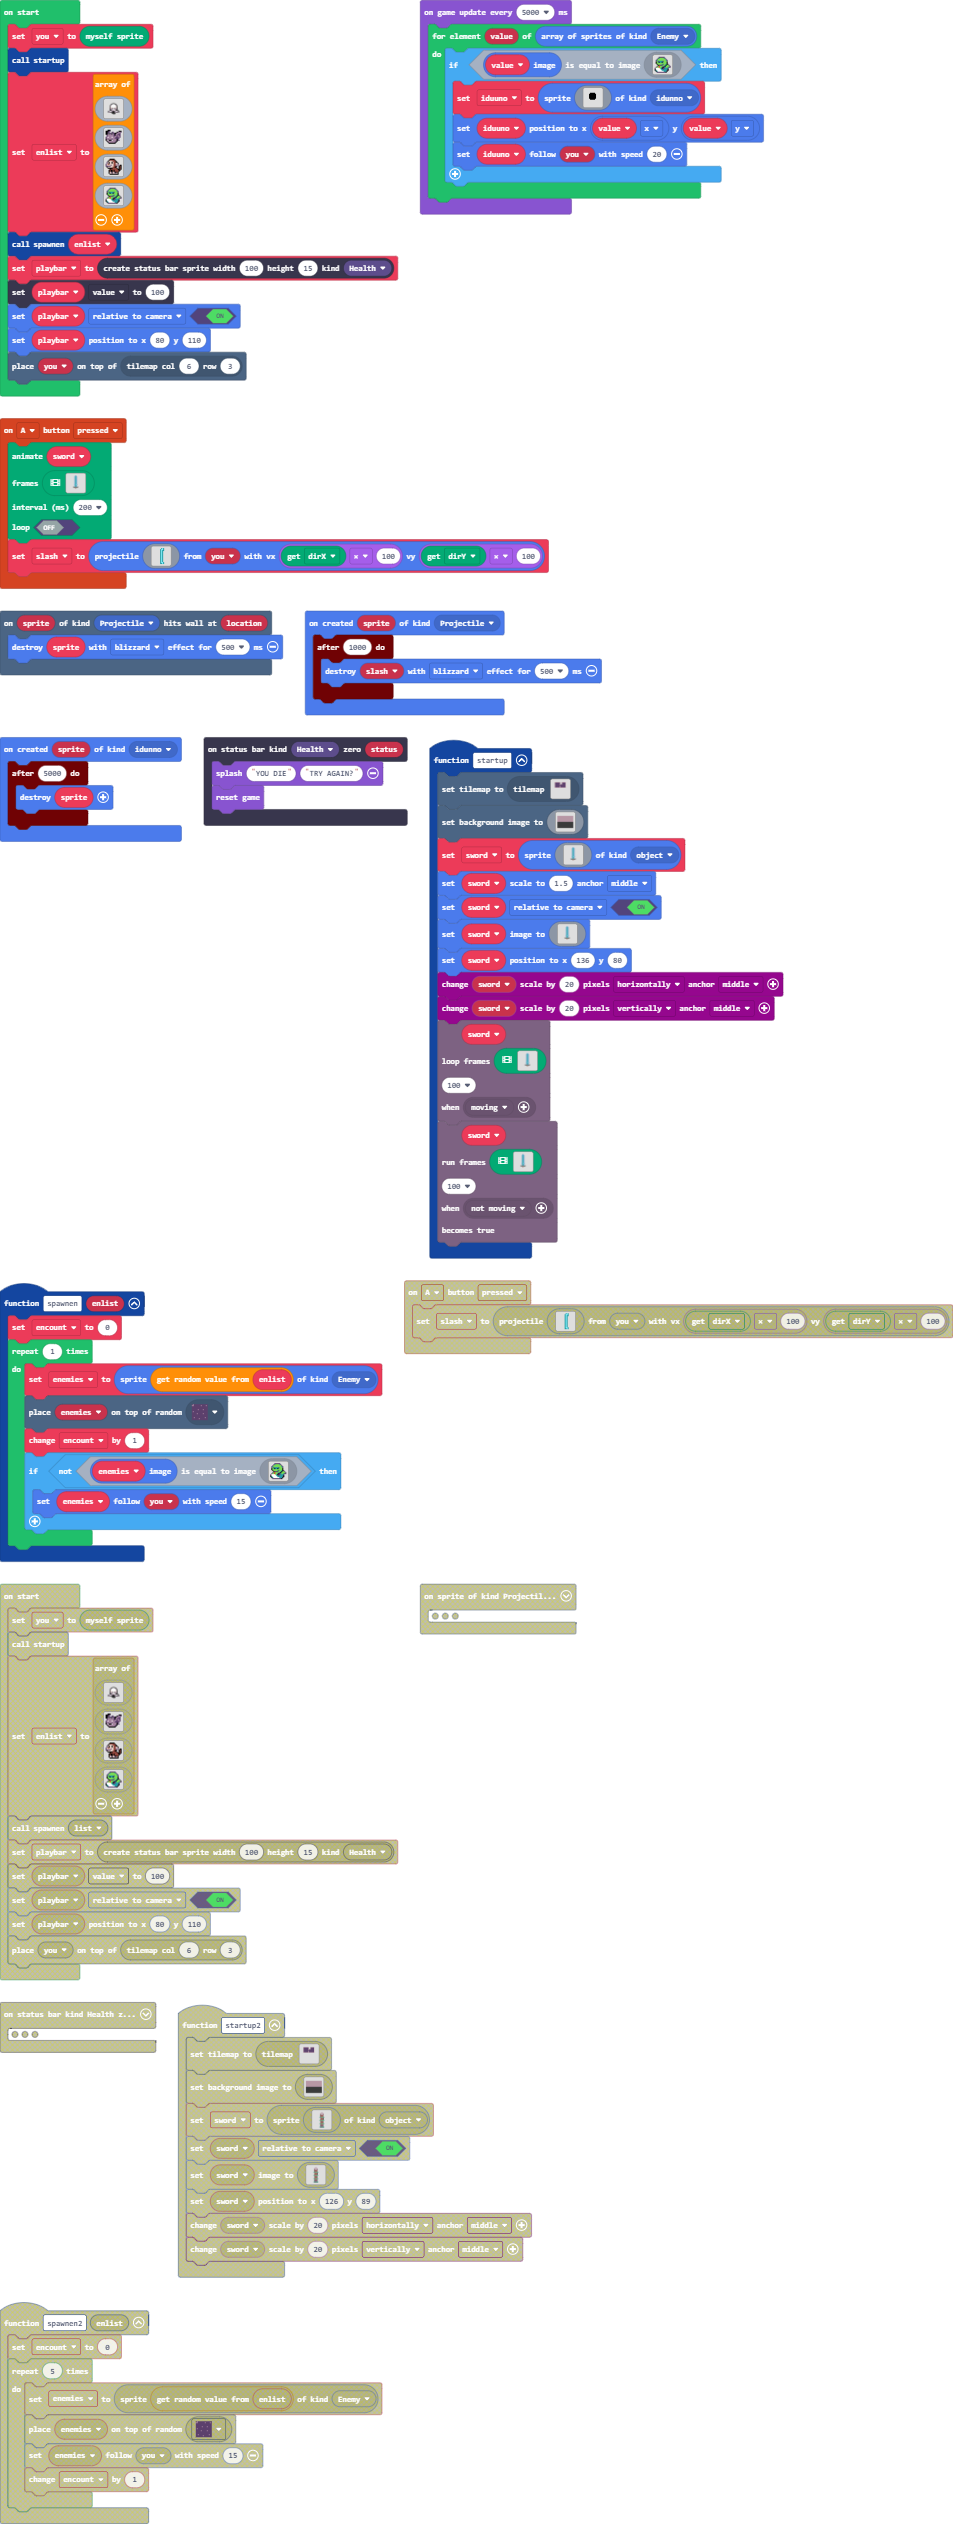 on start
set you to myself sprite
call startup
array of
set enlist to
call spawnen enlist
set playbar to create status bar sprite width 100 height 15 kind Health
set playbar value to 100
set playbar relative to camera ON
set playbar position to x 80 y 110
place you on top of tilemap col 6 row 3
on game update every 5000 ms
for element value of array of sprites of kind Enemy
do
if value image is equal to image then
set iduuno to sprite of kind idunno
set iduuno position to x value x y value y
set iduuno follow you with speed 20
on A button pressed
animate sword
frames
interval (ms) 200
loop OFF
set slash to projectile from you with vx get dirX × 100 vy get dirY × 100
on sprite of kind Projectile hits wall at location
destroy sprite with blizzard effect for 500 ms
on created sprite of kind Projectile
after 1000 do
destroy slash with blizzard effect for 500 ms
on created sprite of kind idunno
after 5000 do
destroy sprite
on status bar kind Health zero status
splash "YOU DIE" "TRY AGAIN?"
reset game
function startup
set tilemap to tilemap
set background image to
set sword to sprite of kind object
set sword scale to 1.5 anchor middle
set sword relative to camera ON
set sword image to
set sword position to x 136 y 80
change sword scale by 20 pixels horizontally anchor middle
change sword scale by 20 pixels vertically anchor middle
sword
loop frames
100
when moving
sword
run frames
100
when not moving
becomes true
function spawnen enlist
set encount to 0
repeat 1 times
do
set enemies to sprite get random value from enlist of kind Enemy
place enemies on top of random
change encount by 1
if not enemies image is equal to image then
set enemies follow you with speed 15
on A button pressed
set slash to projectile from you with vx get dirX × 100 vy get dirY × 100
on start
set you to myself sprite
call startup
array of
set enlist to
call spawnen list
set playbar to create status bar sprite width 100 height 15 kind Health
set playbar value to 100
set playbar relative to camera ON
set playbar position to x 80 y 110
place you on top of tilemap col 6 row 3
on sprite of kind Projectil...
on status bar kind Health z...
function startup2
set tilemap to tilemap
set background image to
set sword to sprite of kind object
set sword relative to camera ON
set sword image to
set sword position to x 126 y 89
change sword scale by 20 pixels horizontally anchor middle
change sword scale by 20 pixels vertically anchor middle
function spawnen2 enlist
set encount to 0
repeat 5 times
do
set enemies to sprite get random value from enlist of kind Enemy
place enemies on top of random
set enemies follow you with speed 15
change encount by 1